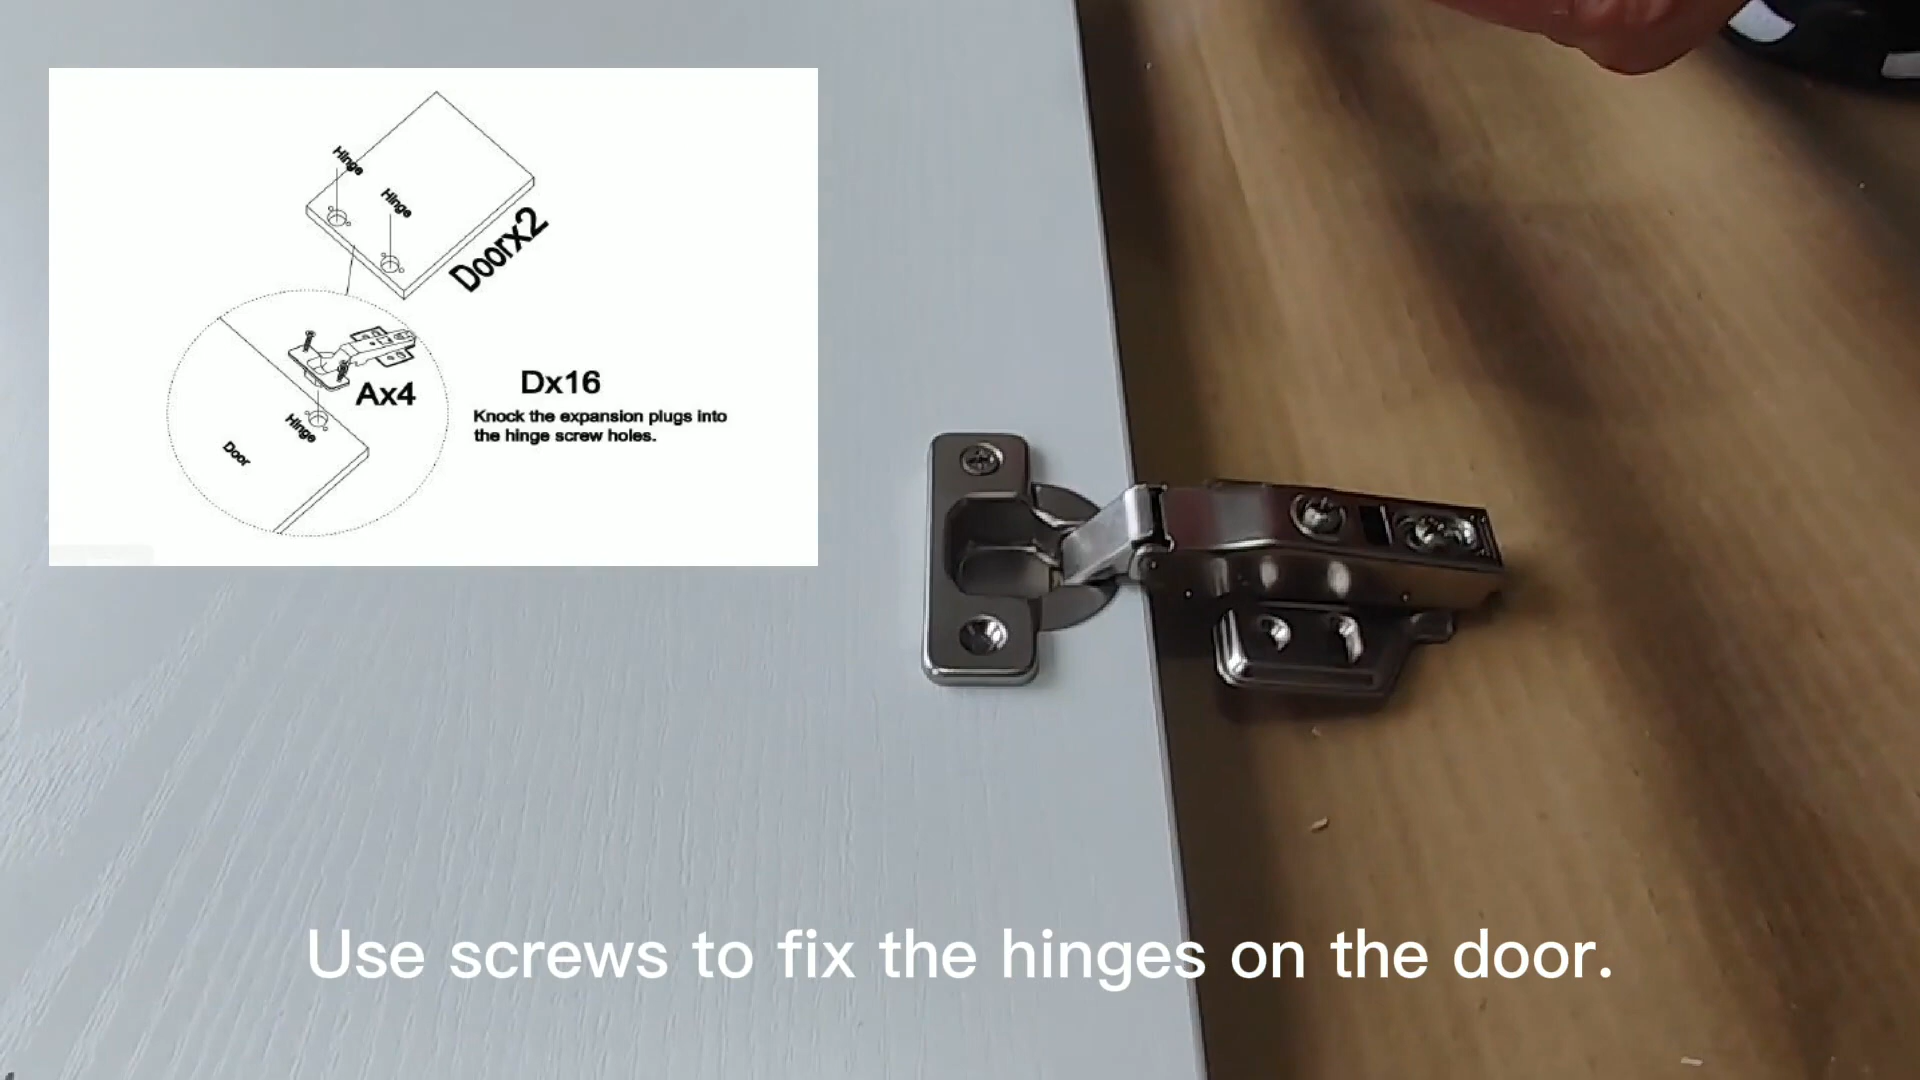 Hinge
Hinge
Doorx2
Ax4
Hinge
Door
Dx16
Knock the expansion plugs into
the hinge screw holes.
Use screws to fix the hinges on the door.